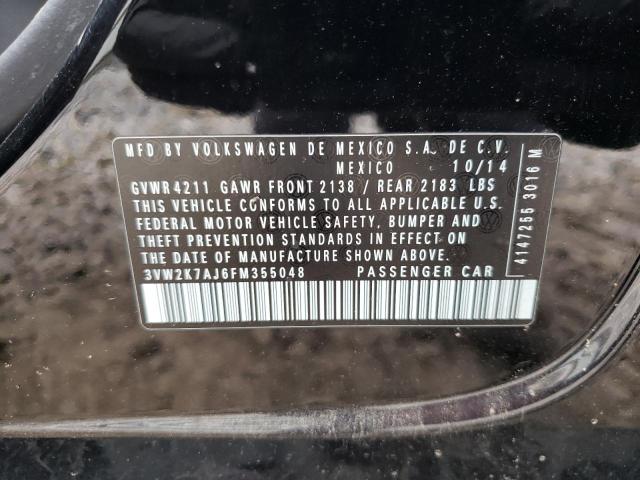 MFD BY VOLKSWAGEN DE MEXICO S.A. DE C.V.
MEXICO 10/14
GVWR 4211 GAWR FRONT 2138 / REAR 2183 LBS
THIS VEHICLE CONFORMS TO ALL APPLICABLE U.S.
FEDERAL MOTOR VEHICLE SAFETY, BUMPER AND
THEFT PREVENTION STANDARDS IN EFFECT ON
THE DATE OF MANUFACTURE SHOWN ABOVE.
3VW2K7AJ6FM355048 PASSENGER CAR
4147255 3016 M